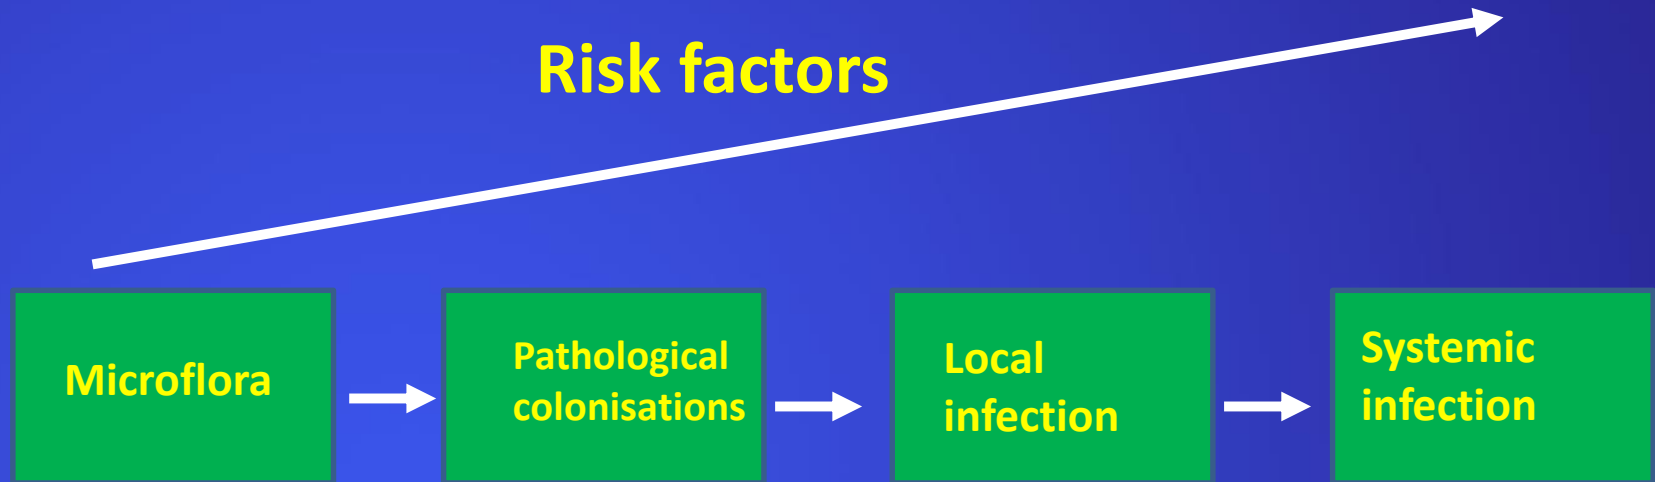 Risk factors
Microflora
Pathological
colonisations
Local
infection
Systemic
infection